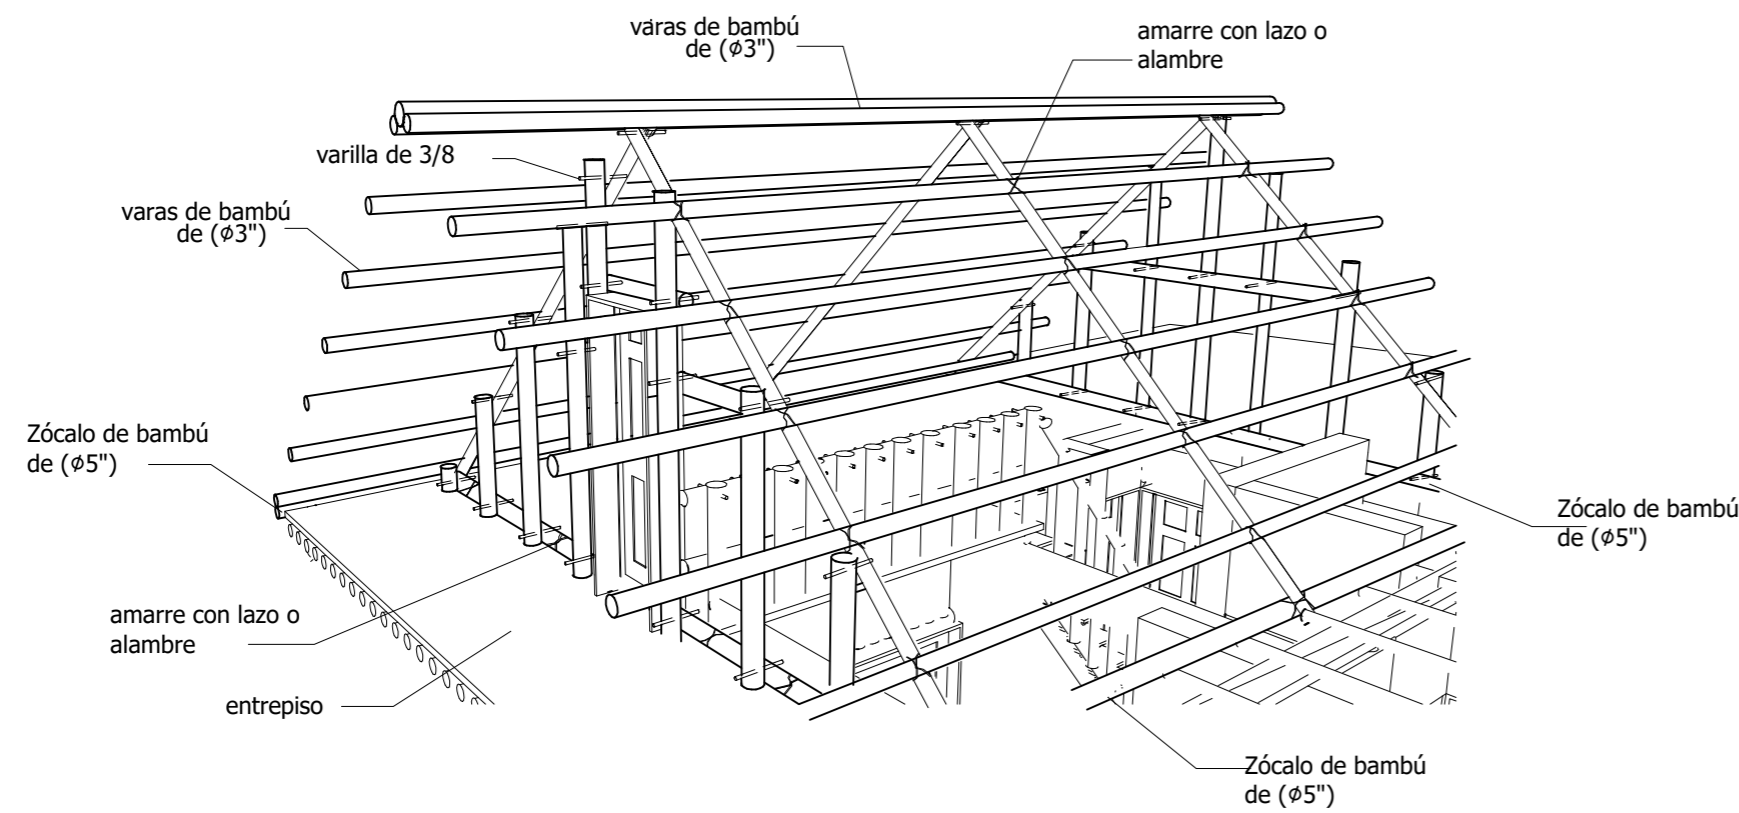 varas de bambú
de (ϕ3")
amarre con lazo o
alambre
varilla de 3/8
varas de bambú
de (ϕ3")
Zócalo de bambú
de (ϕ5")
Zócalo de bambú
de (ϕ5")
amarre con lazo o
alambre
entrepiso
Zócalo de bambú
de (ϕ5")